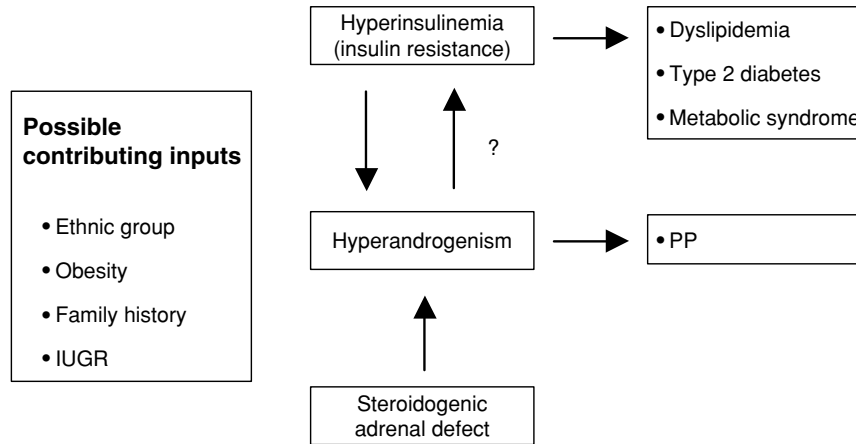 Hyperinsulinemia
(insulin resistance)
• Dyslipidemia
• Type 2 diabetes
• Metabolic syndrome
Possible
contributing inputs
• Ethnic group
• Obesity
• Family history
• IUGR
?
Hyperandrogenism
• PP
Steroidogenic
adrenal defect